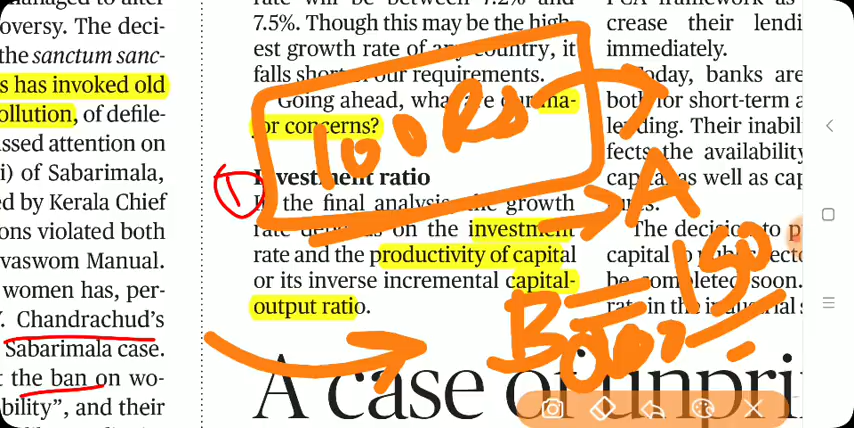 managed to alter
oversy. The deci-
the sanctum sanc-
s has invoked old
ollution, of defile-
ussed attention on
i) of Sabarimala,
ed by Kerala Chief
ons violated both
vaswom Manual.
women has, per-
Chandrachud's
Sabarimala case.
t the ban on wo-
bility”, and their
rate will be between 7.2% and
7.5%. Though this may be the high-
est growth rate of any country, it
falls short of our requirements.
Going ahead, what are our ma-
jor concerns?
100 Rs
1
Investment ratio
In the final analysis, the growth
rate depends on the investment
rate and the productivity of capital
or its inverse incremental capital-
output ratio.
framework as
crease their lendi
immediately.
Today, banks are
both for short-term a
lending. Their inabil
fects the availability
capital as well as cap
The decision to p
capital to
be completed soon.
rate in the industrial s
A
150
B
A case of unpri